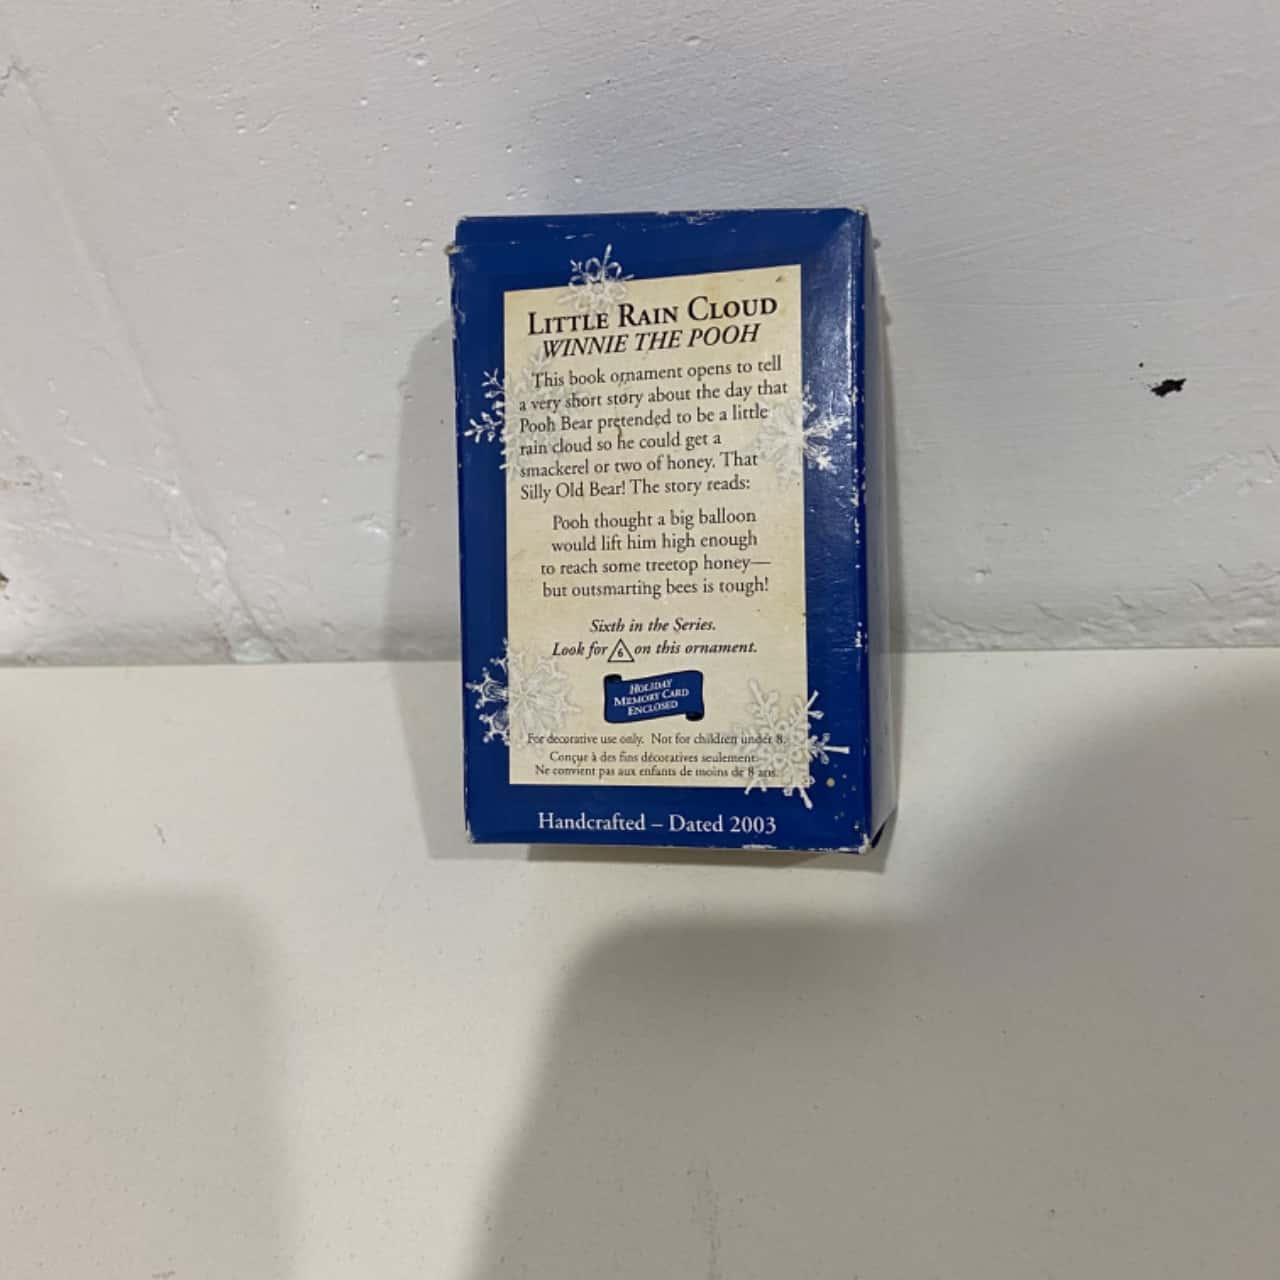 LITTLE RAIN CLOUD
WINNIE THE POOH
This book ornament opens to tell
a very short story about the day that
Pooh Bear pretended to be a little
rain cloud so he could get a
smackerel or two of honey. That
Silly Old Bear! The story reads:
Pooh thought a big balloon
would lift him high enough
to reach some treetop honey—
but outsmarting bees is tough!
Sixth in the Series.
Look for 6 on this ornament.
HOLIDAY
MEMORY CARD
ENCLOSED
For decorative use only. Not for children under 8.
Conçue à des fins décoratives seulement.
Ne convient pas aux enfants de moins de 8 ans.
Handcrafted – Dated 2003